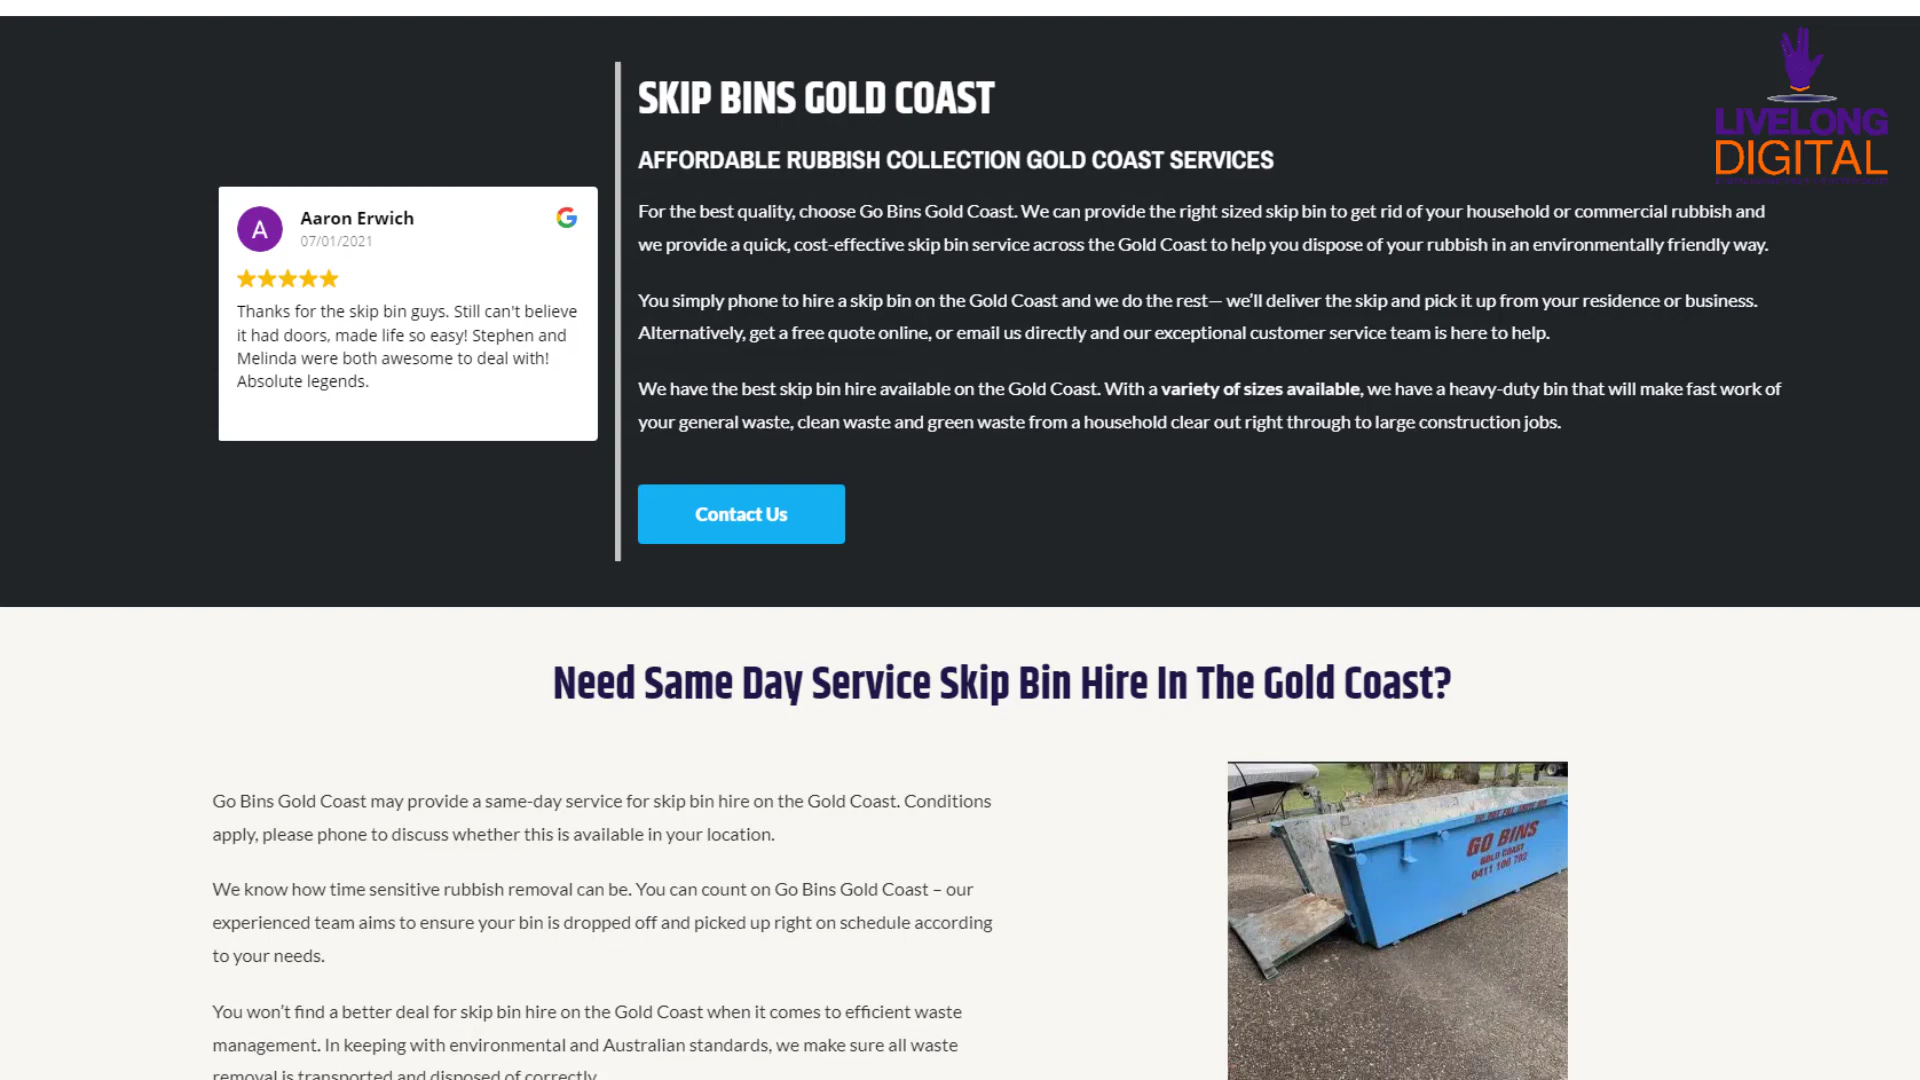 SKIP BINS GOLD COAST
AFFORDABLE RUBBISH COLLECTION GOLD COAST SERVICES
LIVELONG
DIGITAL
A
Aaron Erwich
07/01/2021
Thanks for the skip bin guys. Still can't believe
it had doors, made life so easy! Stephen and
Melinda were both awesome to deal with!
Absolute legends.
For the best quality, choose Go Bins Gold Coast. We can provide the right sized skip bin to get rid of your household or commercial rubbish and
we provide a quick, cost-effective skip bin service across the Gold Coast to help you dispose of your rubbish in an environmentally friendly way.
You simply phone to hire a skip bin on the Gold Coast and we do the rest— we’ll deliver the skip and pick it up from your residence or business.
Alternatively, get a free quote online, or email us directly and our exceptional customer service team is here to help.
We have the best skip bin hire available on the Gold Coast. With a variety of sizes available, we have a heavy-duty bin that will make fast work of
your general waste, clean waste and green waste from a household clear out right through to large construction jobs.
Contact Us
Need Same Day Service Skip Bin Hire In The Gold Coast?
Go Bins Gold Coast may provide a same-day service for skip bin hire on the Gold Coast. Conditions
apply, please phone to discuss whether this is available in your location.
We know how time sensitive rubbish removal can be. You can count on Go Bins Gold Coast – our
experienced team aims to ensure your bin is dropped off and picked up right on schedule according
to your needs.
You won’t find a better deal for skip bin hire on the Gold Coast when it comes to efficient waste
management. In keeping with environmental and Australian standards, we make sure all waste
removal is transported and disposed of correctly.
GO BINS
GOLD COAST
0411 100 702